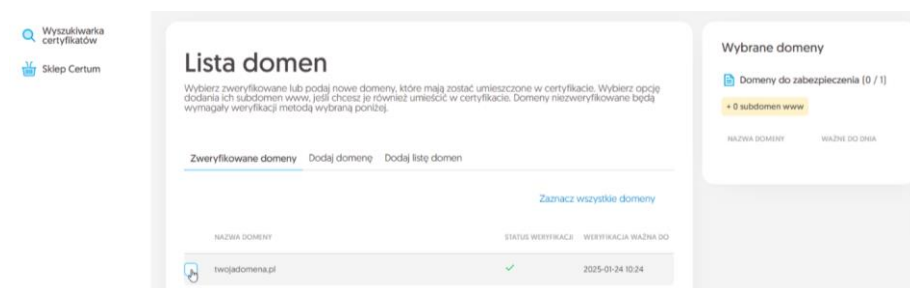 Wyszukiwarka
certyfikatów
Sklep Certum
Lista domen
Wybierz zweryfikowane lub podaj nowe domeny, które mają zostać umieszczone w certyfikacie. Wybierz opcję
dodania ich subdomen www, jeśli chcesz je również umieścić w certyfikacie. Domeny niezweryfikowane będą
wymagały weryfikacji metodą wybraną poniżej.
Zweryfikowane domeny Dodaj domenę Dodaj listę domen
Zaznacz wszystkie domeny
NAZWA DOMENY STATUS WERYFIKACJI WERYFIKACJA WAŻNA DO
twojadomena.pl 2025-01-24 10:24
Wybrane domeny
Domeny do zabezpieczenia (0 / 1)
+ 0 subdomen www
NAZWA DOMENY WAŻNE DO DNIA